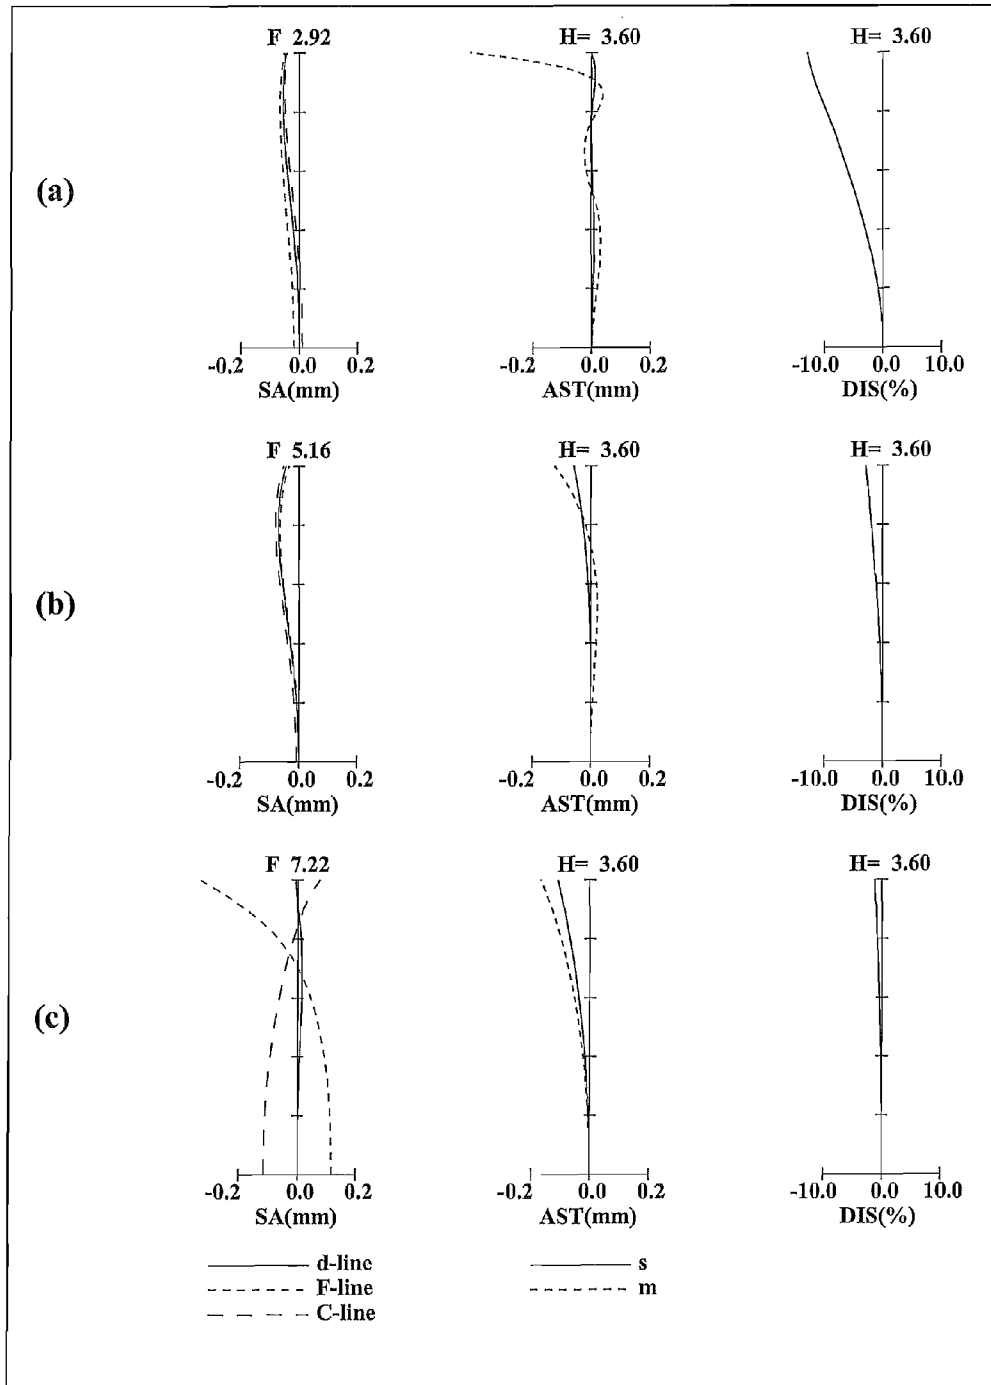 F 2.92 H= 3.60 H= 3.60
(a)
-0.2 0.0 0.2 -0.2 0.0 0.2 -10.0 0.0 10.0
SA(mm) AST(mm) DIS(%)
F 5.16 H= 3.60 H= 3.60
(b)
-0.2 0.0 0.2 -0.2 0.0 0.2 -10.0 0.0 10.0
SA(mm) AST(mm) DIS(%)
F 7.22 H= 3.60 H= 3.60
(c)
-0.2 0.0 0.2 -0.2 0.0 0.2 -10.0 0.0 10.0
SA(mm) AST(mm) DIS(%)
d-line s
F-line m
C-line